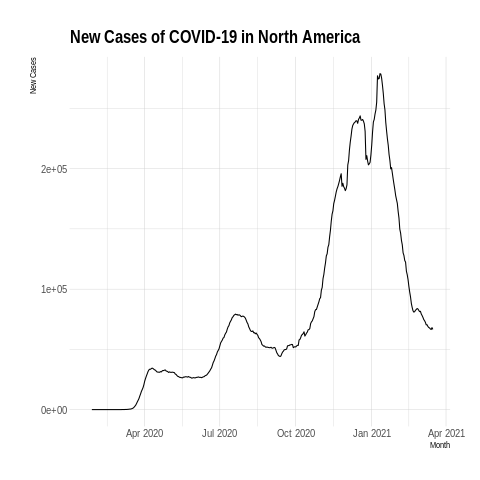 New Cases of COVID-19 in North America
New Cases
2e+05
1e+05
0e+00
Apr 2020 Jul 2020 Oct 2020 Jan 2021 Apr 2021
Month